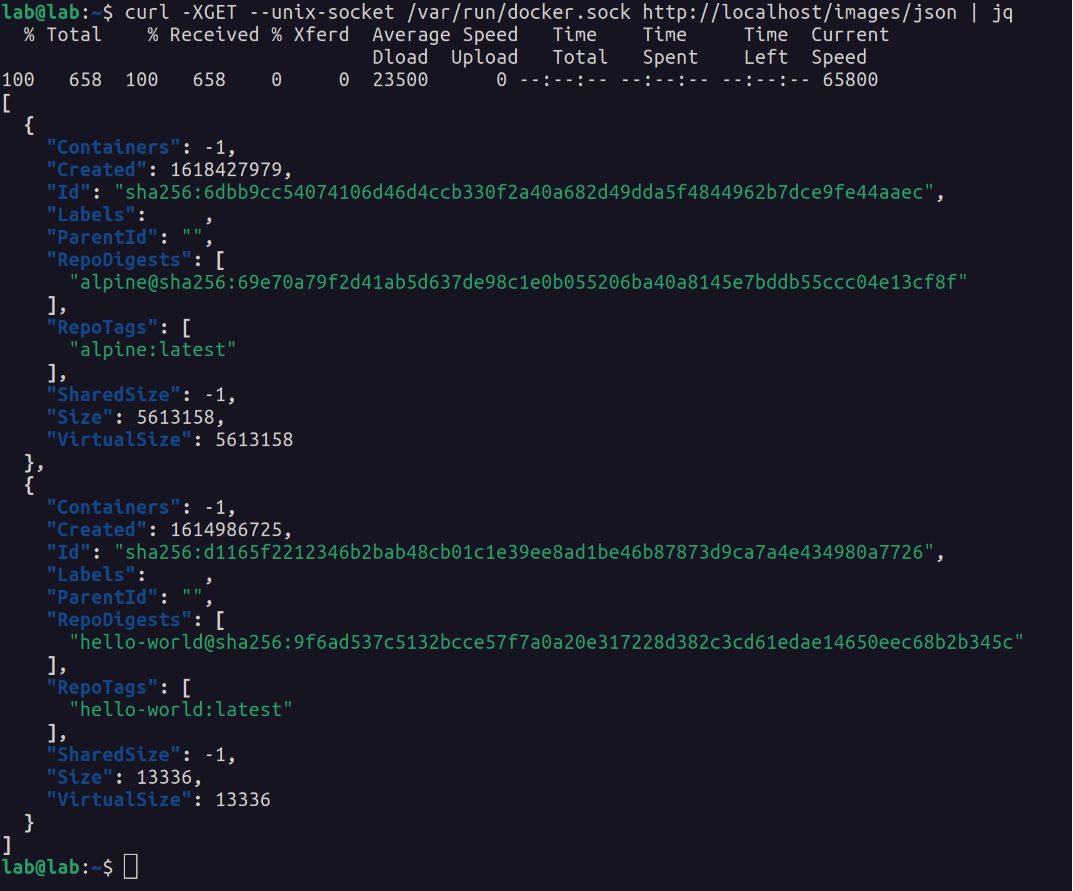 lab@lab:~$ curl -XGET --unix-socket /var/run/docker.sock http://localhost/images/json | jq
  % Total    % Received % Xferd  Average Speed   Time    Time     Time  Current
                                 Dload  Upload   Total   Spent    Left  Speed
100   658  100   658    0     0  23500      0 --:--:-- --:--:-- --:--:-- 65800
[
  {
    "Containers": -1,
    "Created": 1618427979,
    "Id": "sha256:6dbb9cc54074106d46d4ccb330f2a40a682d49dda5f4844962b7dce9fe44aaec",
    "Labels":     ,
    "ParentId": "",
    "RepoDigests": [
      "alpine@sha256:69e70a79f2d41ab5d637de98c1e0b055206ba40a8145e7bddb55ccc04e13cf8f"
    ],
    "RepoTags": [
      "alpine:latest"
    ],
    "SharedSize": -1,
    "Size": 5613158,
    "VirtualSize": 5613158
  },
  {
    "Containers": -1,
    "Created": 1614986725,
    "Id": "sha256:d1165f2212346b2bab48cb01c1e39ee8ad1be46b87873d9ca7a4e434980a7726",
    "Labels":     ,
    "ParentId": "",
    "RepoDigests": [
      "hello-world@sha256:9f6ad537c5132bcce57f7a0a20e317228d382c3cd61edae14650eec68b2b345c"
    ],
    "RepoTags": [
      "hello-world:latest"
    ],
    "SharedSize": -1,
    "Size": 13336,
    "VirtualSize": 13336
  }
]
lab@lab:~$